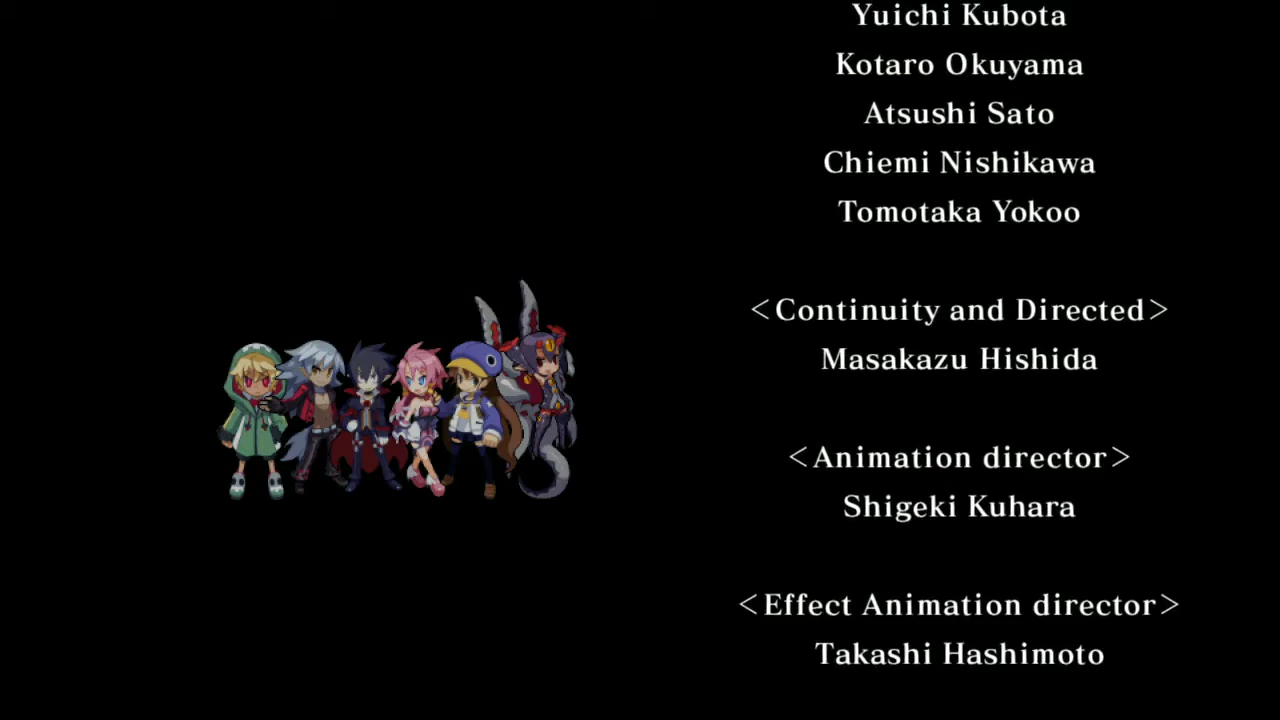 Yuichi Kubota
Kotaro Okuyama
Atsushi Sato
Chiemi Nishikawa
Tomotaka Yokoo
<Continuity and Directed>
Masakazu Hishida
<Animation director>
Shigeki Kuhara
<Effect Animation director>
Takashi Hashimoto